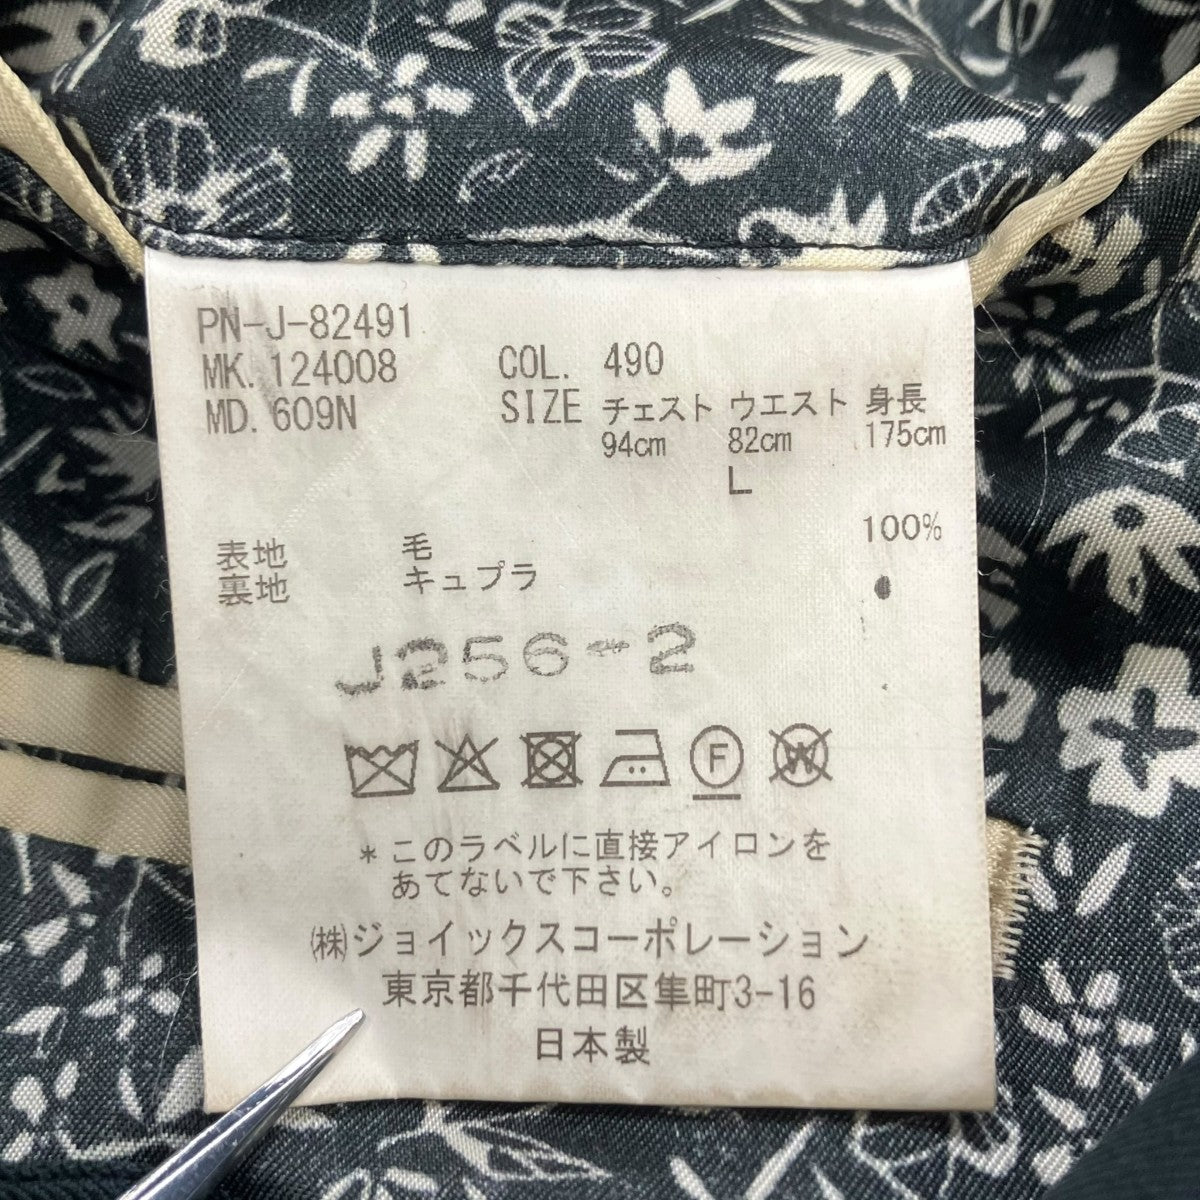 PN-J-82491
MK. 124008 COL. 490
MD. 609N SIZE チェスト ウエスト 身長
94cm 82cm 175cm
L
100%
表地 毛
裏地 キュプラ
J256-2
F W
*このラベルに直接アイロンを
あてないで下さい。
㈱ジョイックスコーポレーション
東京都千代田区隼町3-16
日本製